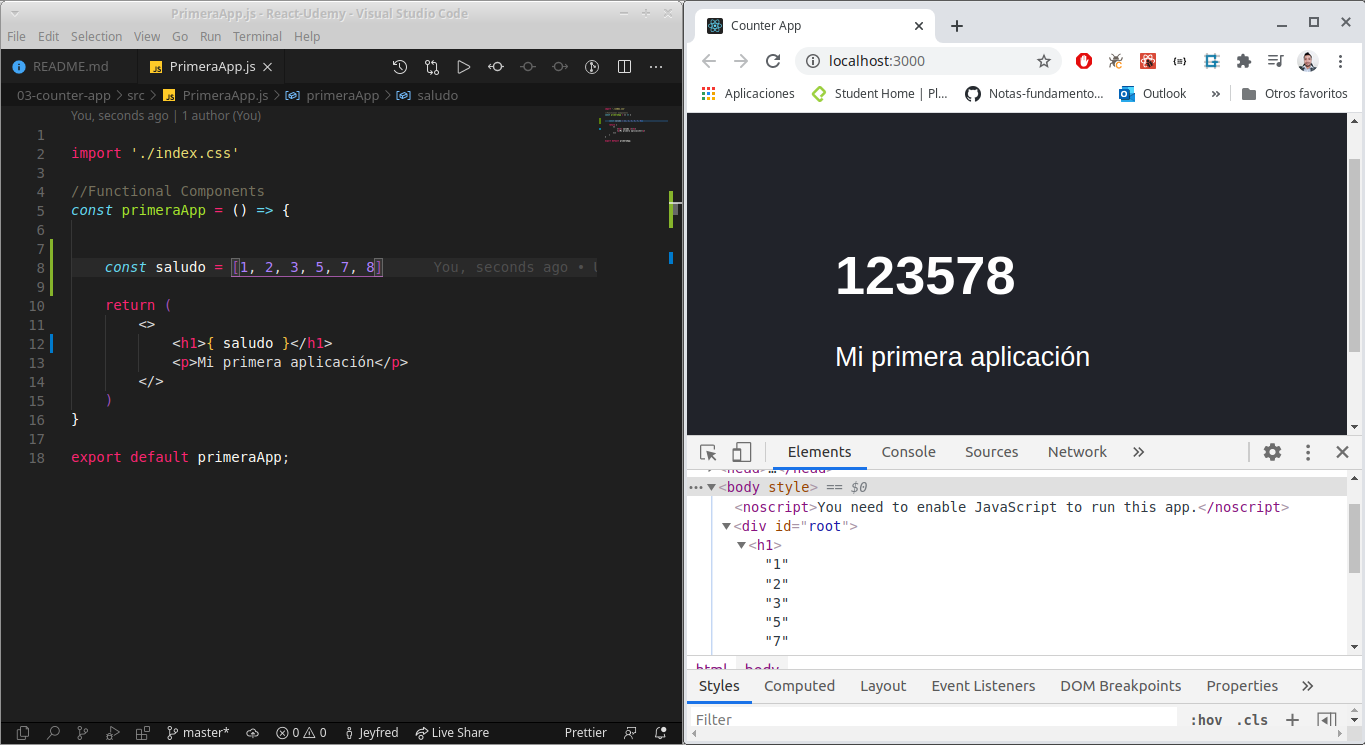 PrimeraApp.js - React-Udemy - Visual Studio Code
File Edit Selection View Go Run Terminal Help
README.md PrimeraApp.js
03-counter-app > src > PrimeraApp.js > primeraApp > saludo
You, seconds ago | 1 author (You)
1
2 import './index.css'
3
4 //Functional Components
5 const primeraApp = () => {
6
7
8 const saludo = [1, 2, 3, 5, 7, 8] You, seconds ago •
9
10 return (
11 <>
12 <h1>{ saludo }</h1>
13 <p>Mi primera aplicación</p>
14 </>
15 )
16 }
17
18 export default primeraApp;
master* 0 0 Jeyfred Live Share Prettier
Counter App
localhost:3000
Aplicaciones Student Home | Pl... Notas-fundamento... Outlook » Otros favoritos
123578
Mi primera aplicación
Elements Console Sources Network »
<head>…</head>
<body style> == $0
<noscript>You need to enable JavaScript to run this app.</noscript>
<div id="root">
<h1>
"1"
"2"
"3"
"5"
"7"
html body
Styles Computed Layout Event Listeners DOM Breakpoints Properties »
Filter :hov .cls +